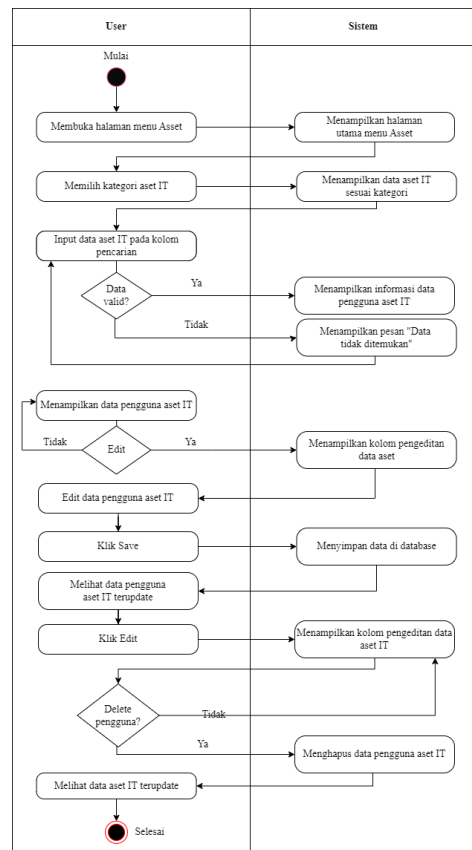 User
Sistem
Mulai
Membuka halaman menu Asset
Menampilkan halaman
utama menu Asset
Memilih kategori aset IT
Menampilkan data aset IT
sesuai kategori
Input data aset IT pada kolom
pencarian
Data
valid?
Ya
Menampilkan informasi data
pengguna aset IT
Tidak
Menampilkan pesan "Data
tidak ditemukan"
Menampilkan data pengguna aset IT
Tidak
Edit
Ya
Menampilkan kolom pengeditan
data aset
Edit data pengguna aset IT
Klik Save
Menyimpan data di database
Melihat data pengguna
aset IT terupdate
Klik Edit
Menampilkan kolom pengeditan data
aset IT
Delete
pengguna?
Tidak
Ya
Menghapus data pengguna aset IT
Melihat data aset IT terupdate
Selesai